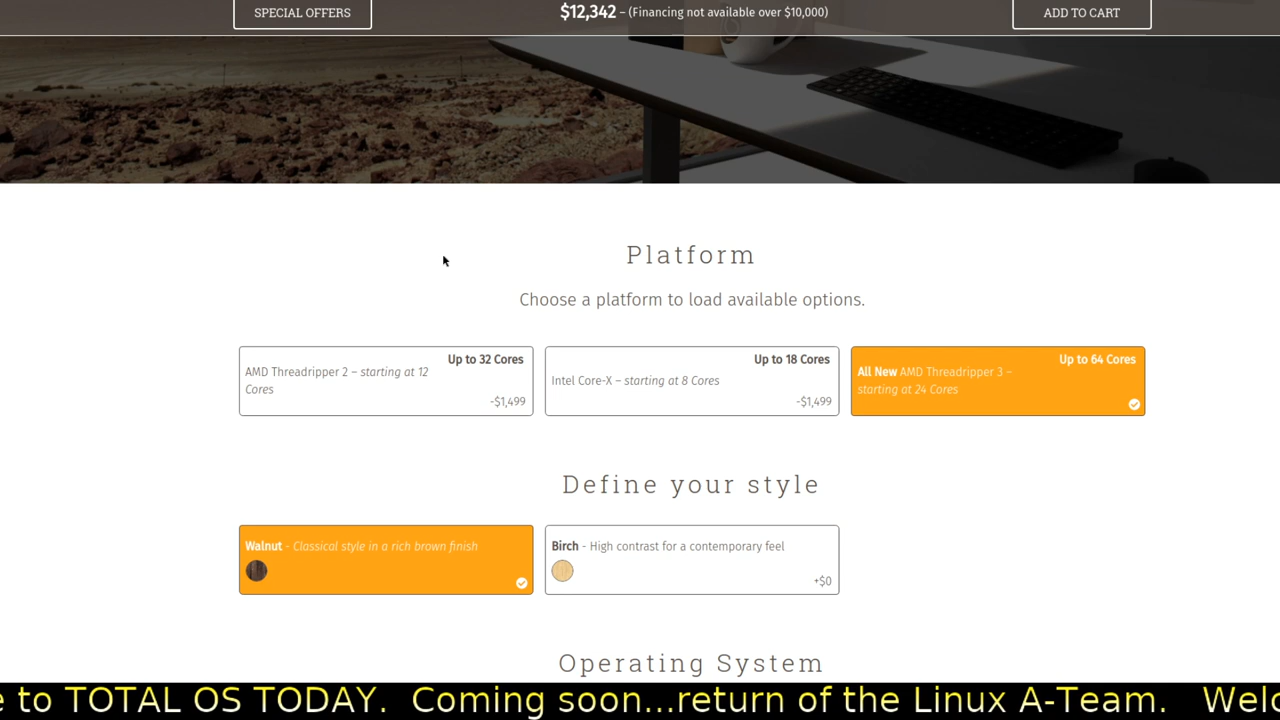 SPECIAL OFFERS
$12,342 – (Financing not available over $10,000)
ADD TO CART
Platform
Choose a platform to load available options.
Up to 32 Cores
AMD Threadripper 2 – starting at 12
Cores
-$1,499
Up to 18 Cores
Intel Core-X – starting at 8 Cores
-$1,499
Up to 64 Cores
All New AMD Threadripper 3 –
starting at 24 Cores
Define your style
Walnut - Classical style in a rich brown finish
Birch - High contrast for a contemporary feel
+$0
Operating System
e to TOTAL OS TODAY. Coming soon...return of the Linux A-Team. Welc